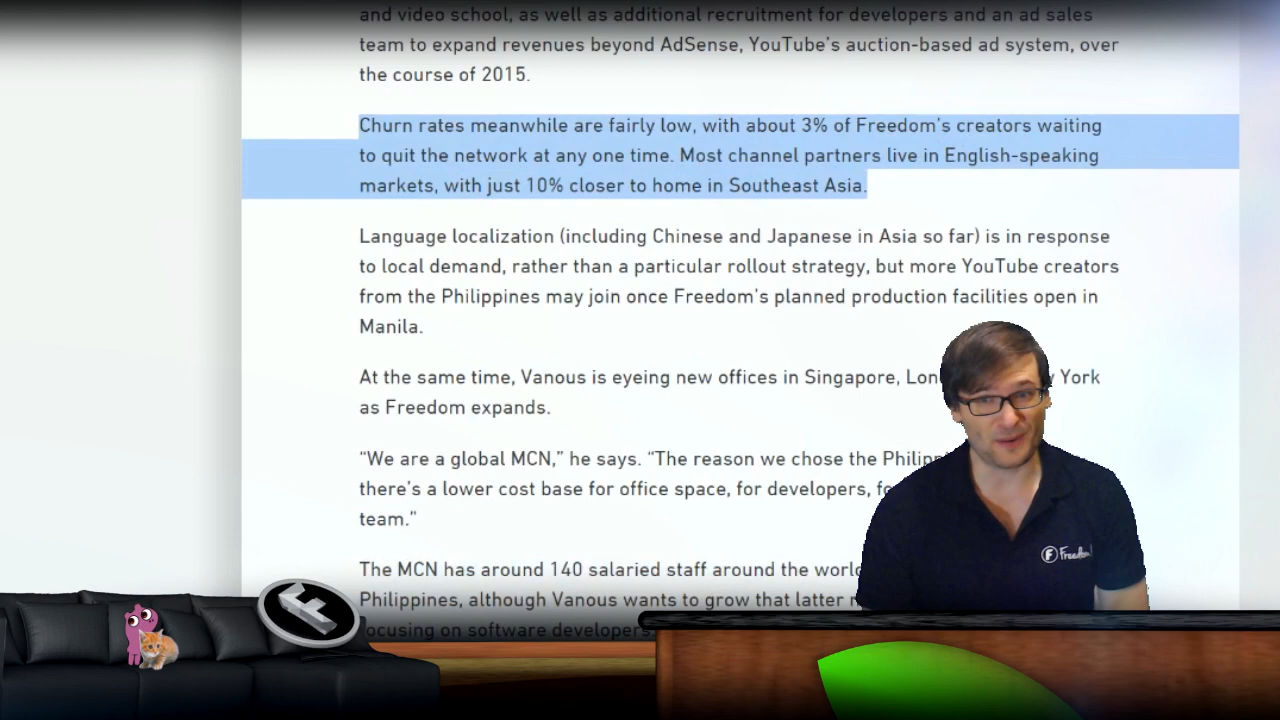 and video school, as well as additional recruitment for developers and an ad sales
team to expand revenues beyond AdSense, YouTube's auction-based ad system, over
the course of 2015.
Churn rates meanwhile are fairly low, with about 3% of Freedom's creators waiting
to quit the network at any one time. Most channel partners live in English-speaking
markets, with just 10% closer to home in Southeast Asia.
Language localization (including Chinese and Japanese in Asia so far) is in response
to local demand, rather than a particular rollout strategy, but more YouTube creators
from the Philippines may join once Freedom's planned production facilities open in
Manila.
At the same time, Vanous is eyeing new offices in Singapore, York
as Freedom expands.
“We are a global MCN,” he says. “The reason we chose the
there's a lower cost base for office space, for developers,
team.”
The MCN has around 140 salaried staff around the
Philippines, although Vanous wants to grow that latter
focusing on software developers.
F Freedom!
F